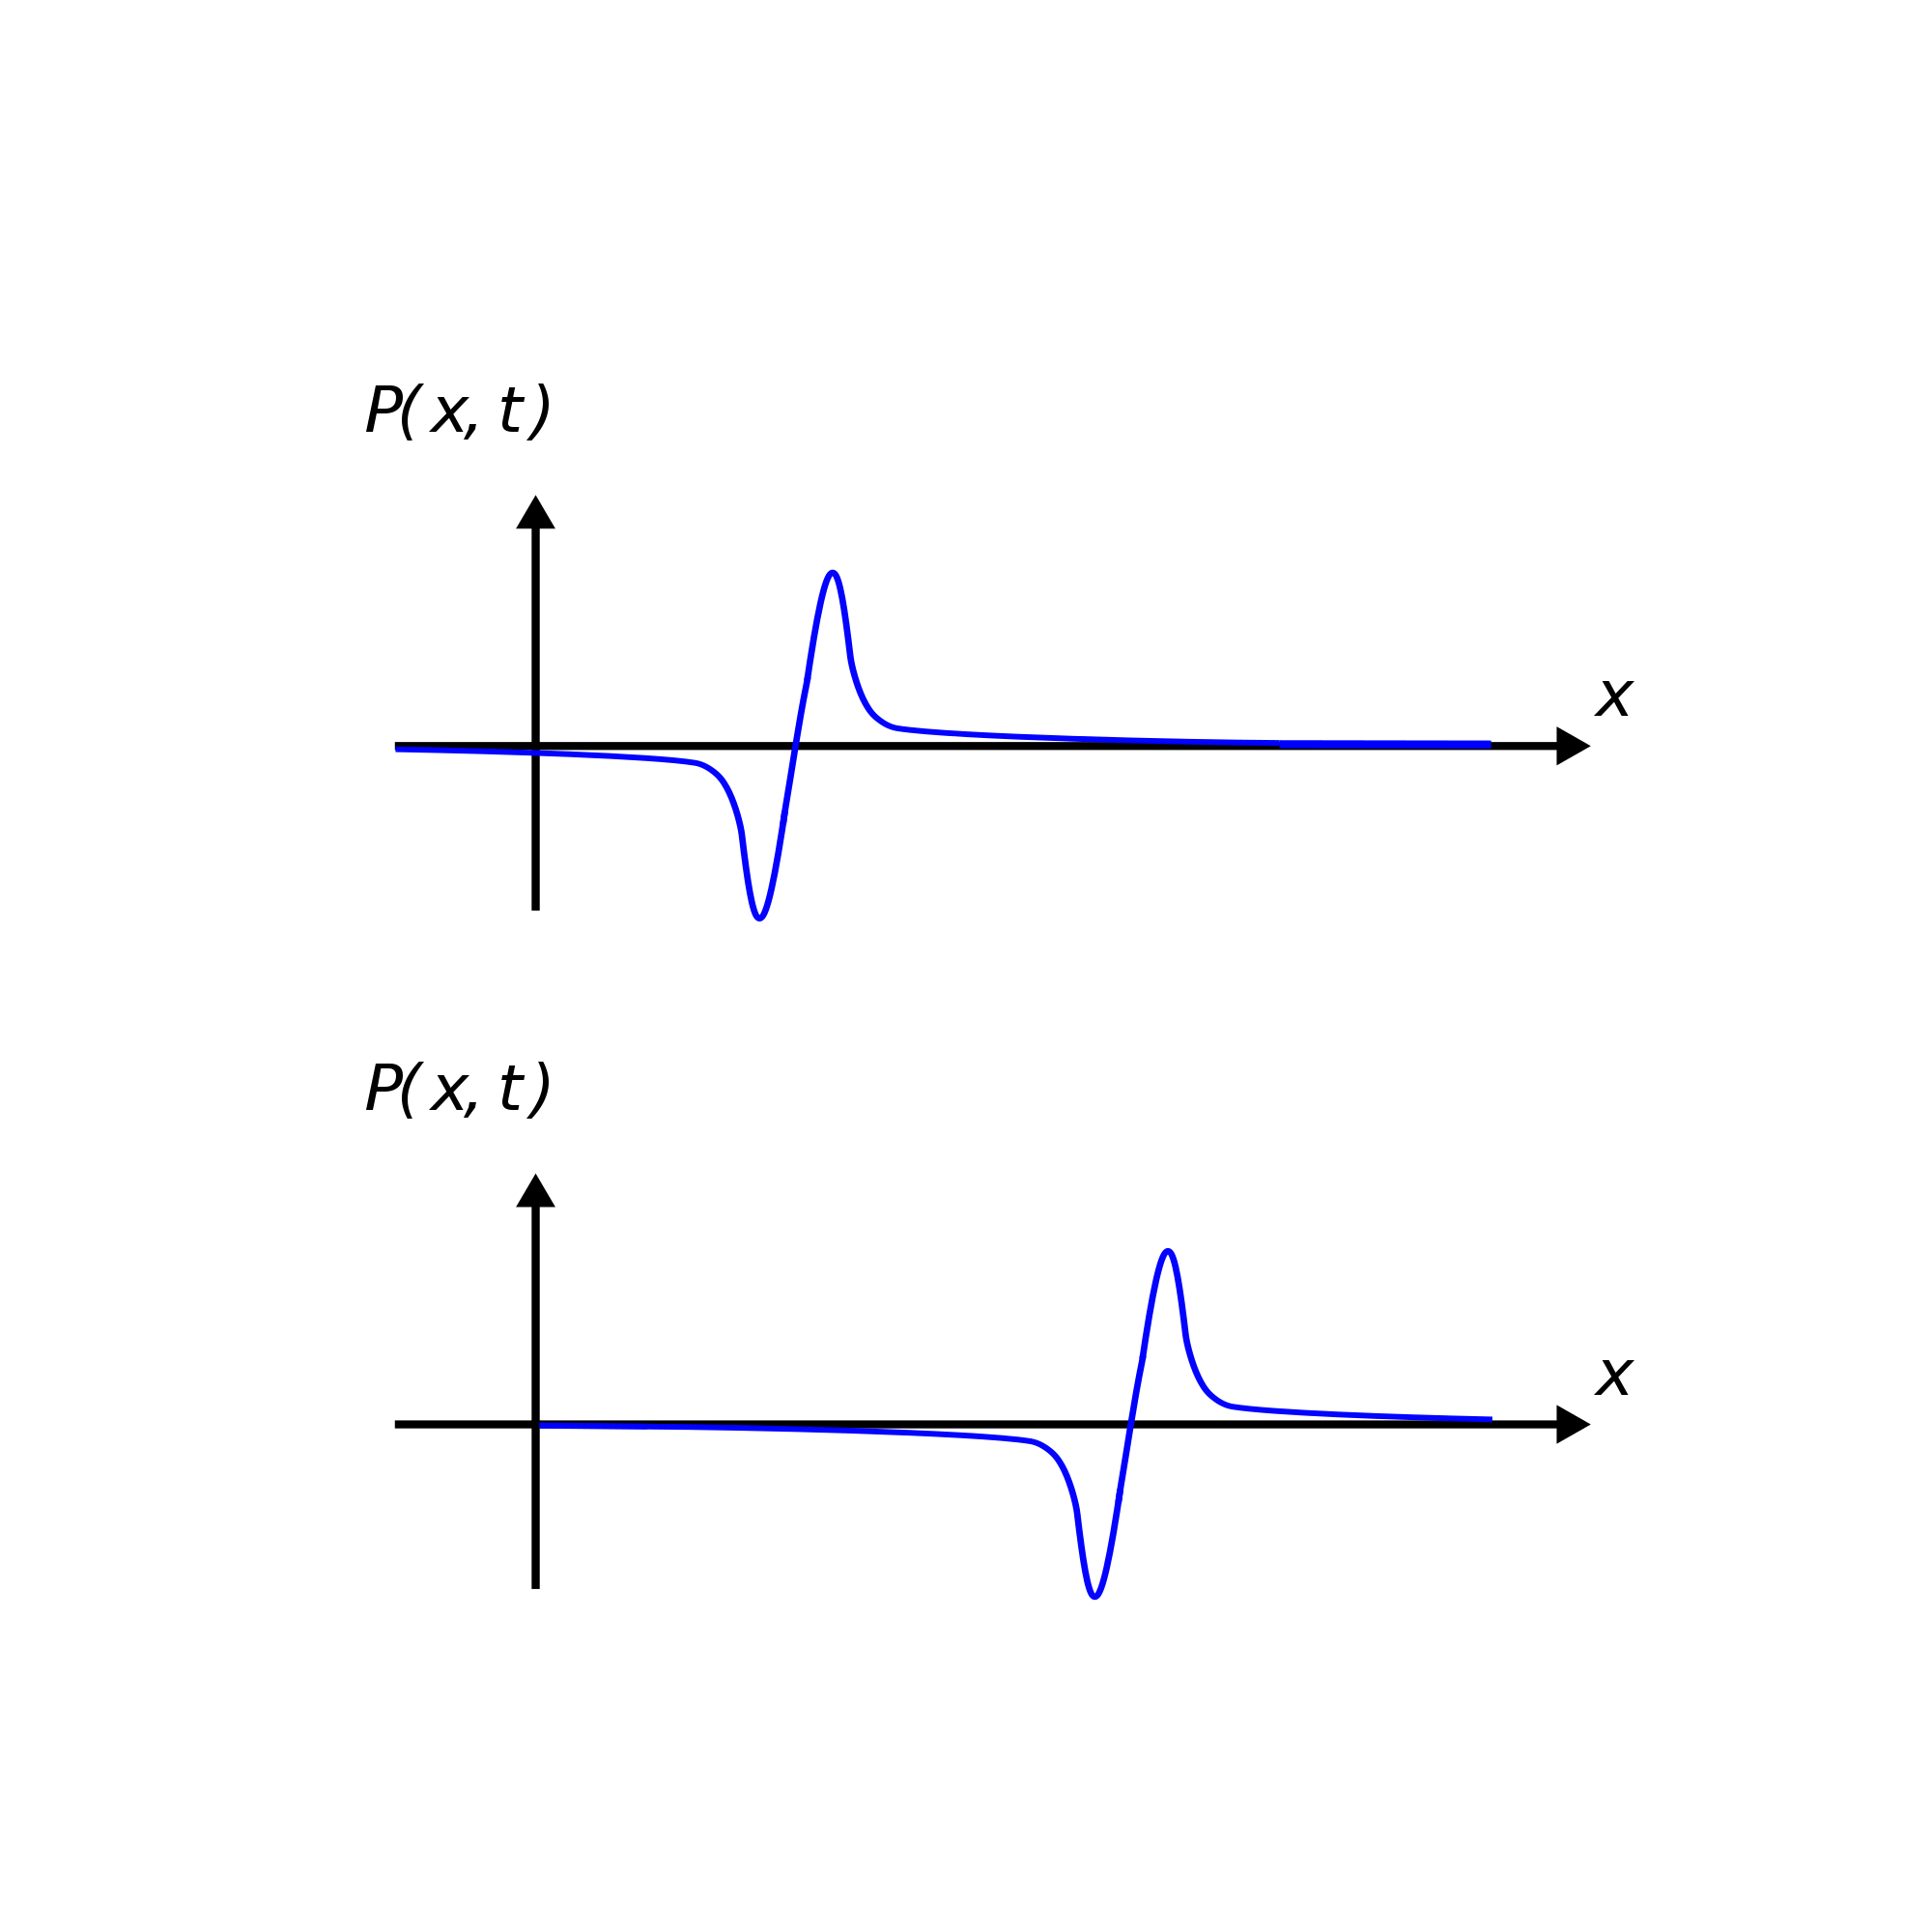 P(x, t)
x
P(x, t)
x